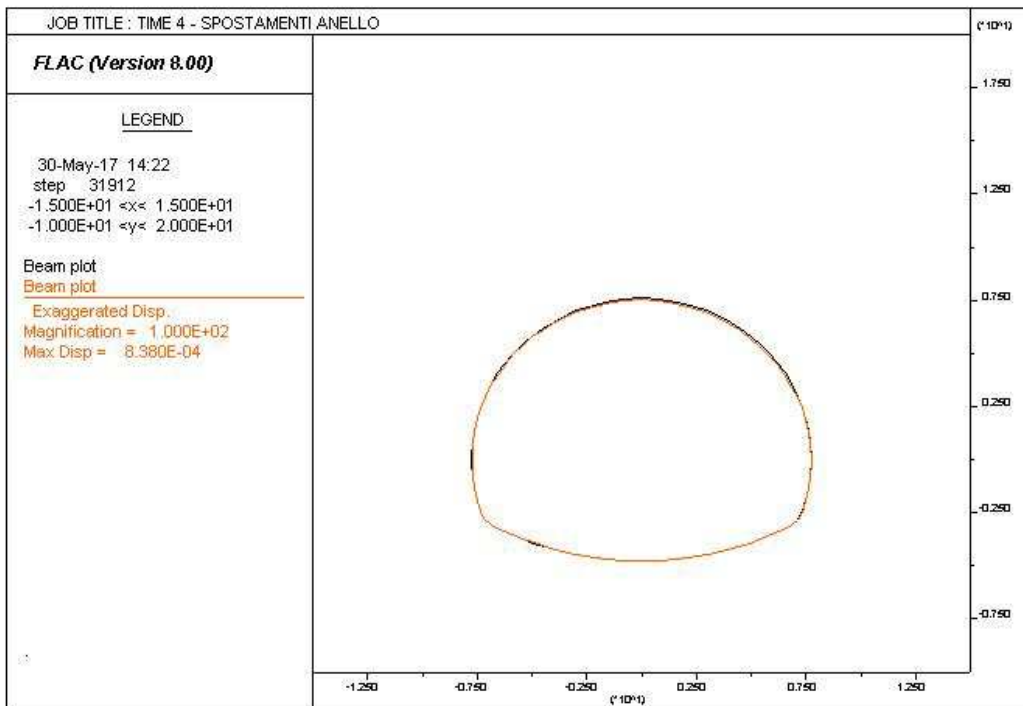 JOB TITLE : TIME 4 - SPOSTAMENTI ANELLO
(*10^1)
FLAC (Version 8.00)
LEGEND
30-May-17 14:22
step 31912
-1.500E+01 <x< 1.500E+01
-1.000E+01 <y< 2.000E+01
Beam plot
Beam plot
Exaggerated Disp.
Magnification = 1.000E+02
Max Disp = 8.380E-04
1.750
1.250
0.750
0.250
-0.250
-0.750
-1.250
-0.750
-0.250
0.250
0.750
1.250
(*10^1)